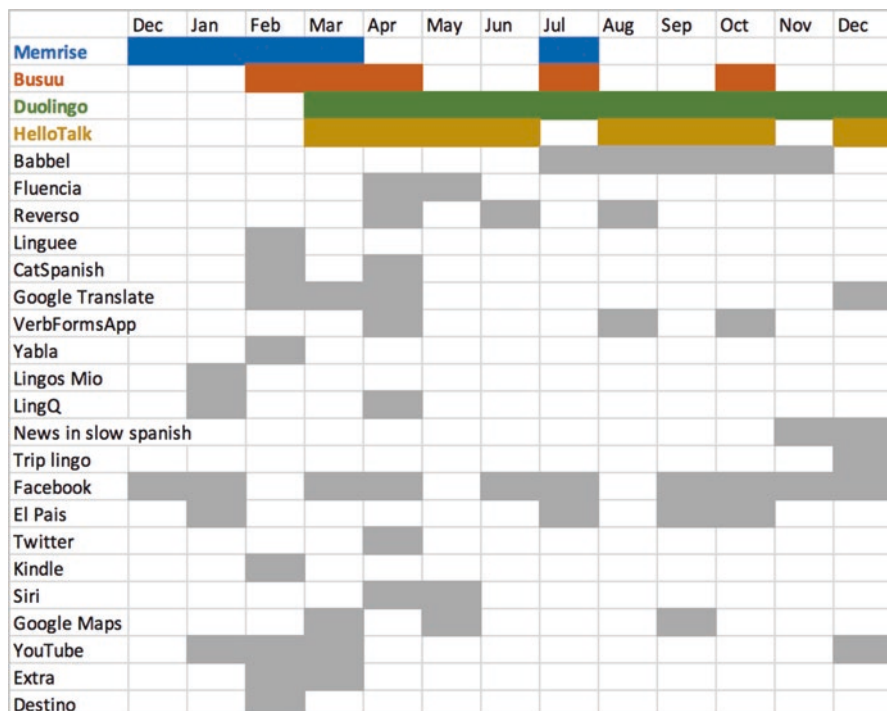 Dec Jan Feb Mar Apr May Jun Jul Aug Sep Oct Nov Dec
Memrise
Busuu
Duolingo
HelloTalk
Babbel
Fluencia
Reverso
Linguee
CatSpanish
Google Translate
VerbFormsApp
Yabla
Lingos Mio
LingQ
News in slow spanish
Trip lingo
Facebook
El Pais
Twitter
Kindle
Siri
Google Maps
YouTube
Extra
Destino